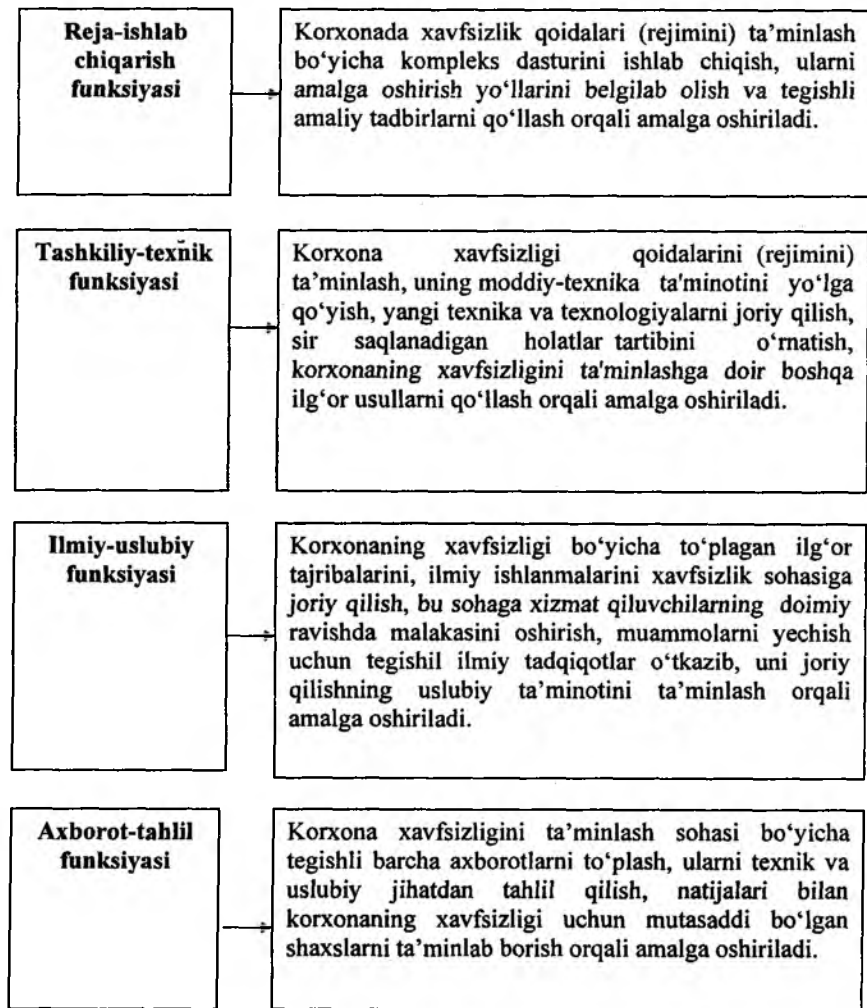 Reja-ishlab
chiqarish
funksiyasi
Korxonada xavfsizlik qoidalari (rejimini) ta’minlash
bo‘yicha kompleks dasturini ishlab chiqish, ularni
amalga oshirish yo‘llarini belgilab olish va tegishli
amaliy tadbirlarni qo‘llash orqali amalga oshiriladi.
Tashkiliy-texnik
funksiyasi
Korxona xavfsizligi qoidalarini (rejimini)
ta’minlash, uning moddiy-texnika ta'minotini yo‘lga
qo‘yish, yangi texnika va texnologiyalarni joriy qilish,
sir saqlanadigan holatlar tartibini o‘rnatish,
korxonaning xavfsizligini ta'minlashga doir boshqa
ilg‘or usullarni qo‘llash orqali amalga oshiriladi.
Ilmiy-uslubiy
funksiyasi
Korxonaning xavfsizligi bo‘yicha to‘plagan ilg‘or
tajribalarini, ilmiy ishlanmalarini xavfsizlik sohasiga
joriy qilish, bu sohaga xizmat qiluvchilarning doimiy
ravishda malakasini oshirish, muammolarni yechish
uchun tegishil ilmiy tadqiqotlar o‘tkazib, uni joriy
qilishning uslubiy ta’minotini ta’minlash orqali
amalga oshiriladi.
Axborot-tahlil
funksiyasi
Korxona xavfsizligini ta’minlash sohasi bo‘yicha
tegishli barcha axborotlarni to‘plash, ularni texnik va
uslubiy jihatdan tahlil qilish, natijalari bilan
korxonaning xavfsizligi uchun mutasaddi bo‘lgan
shaxslarni ta’minlab borish orqali amalga oshiriladi.